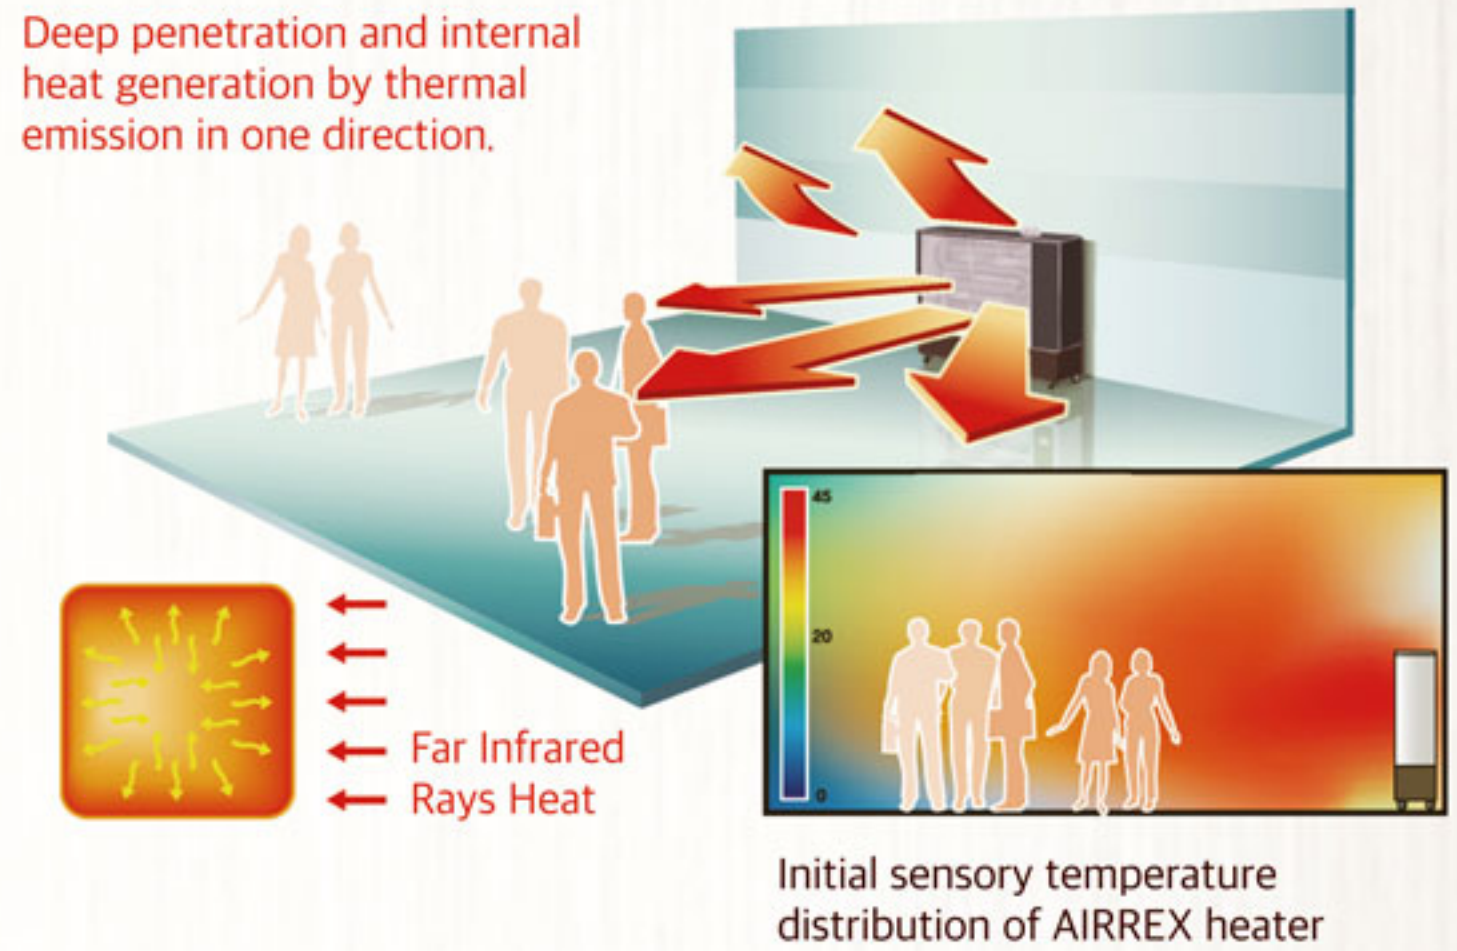 Deep penetration and internal
heat generation by thermal
emission in one direction.
45
20
0
Far Infrared
Rays Heat
Initial sensory temperature
distribution of AIRREX heater